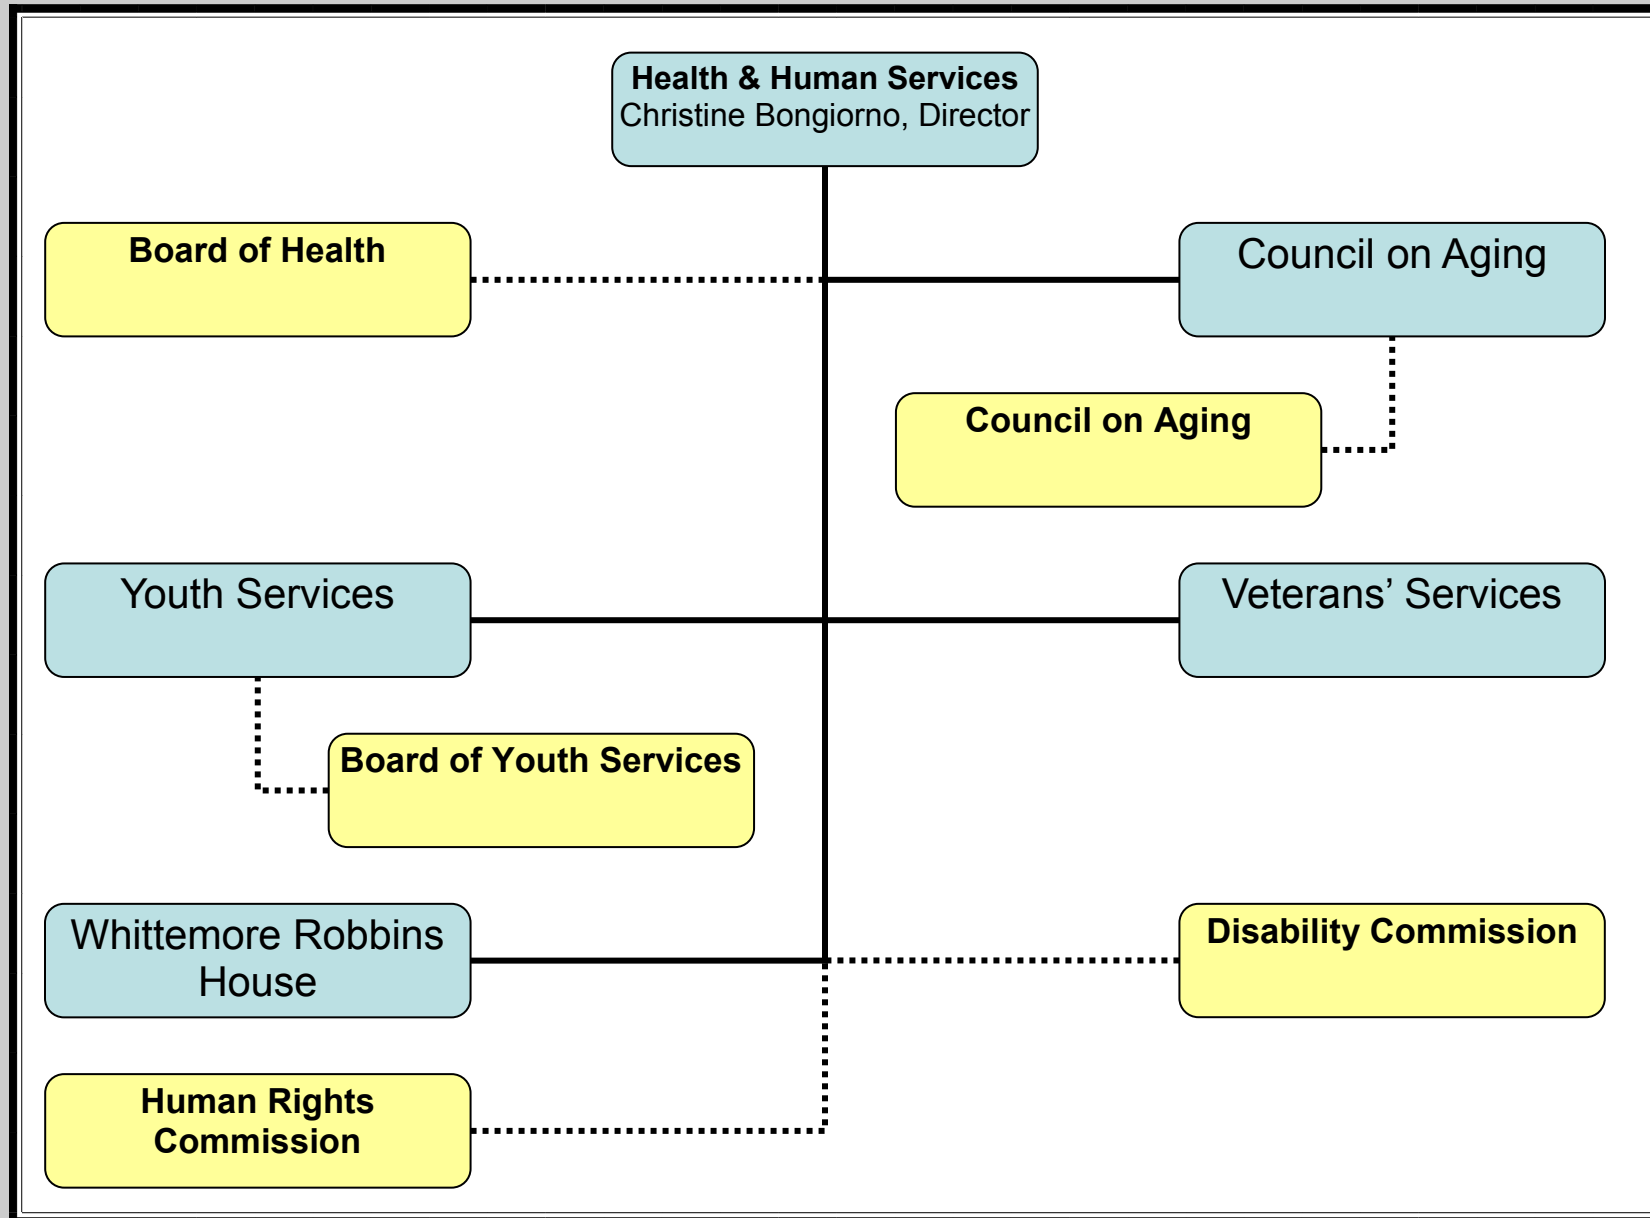 Health & Human Services
Christine Bongiorno, Director
Board of Health
Council on Aging
Council on Aging
Youth Services
Veterans’ Services
Board of Youth Services
Whittemore Robbins
House
Disability Commission
Human Rights
Commission